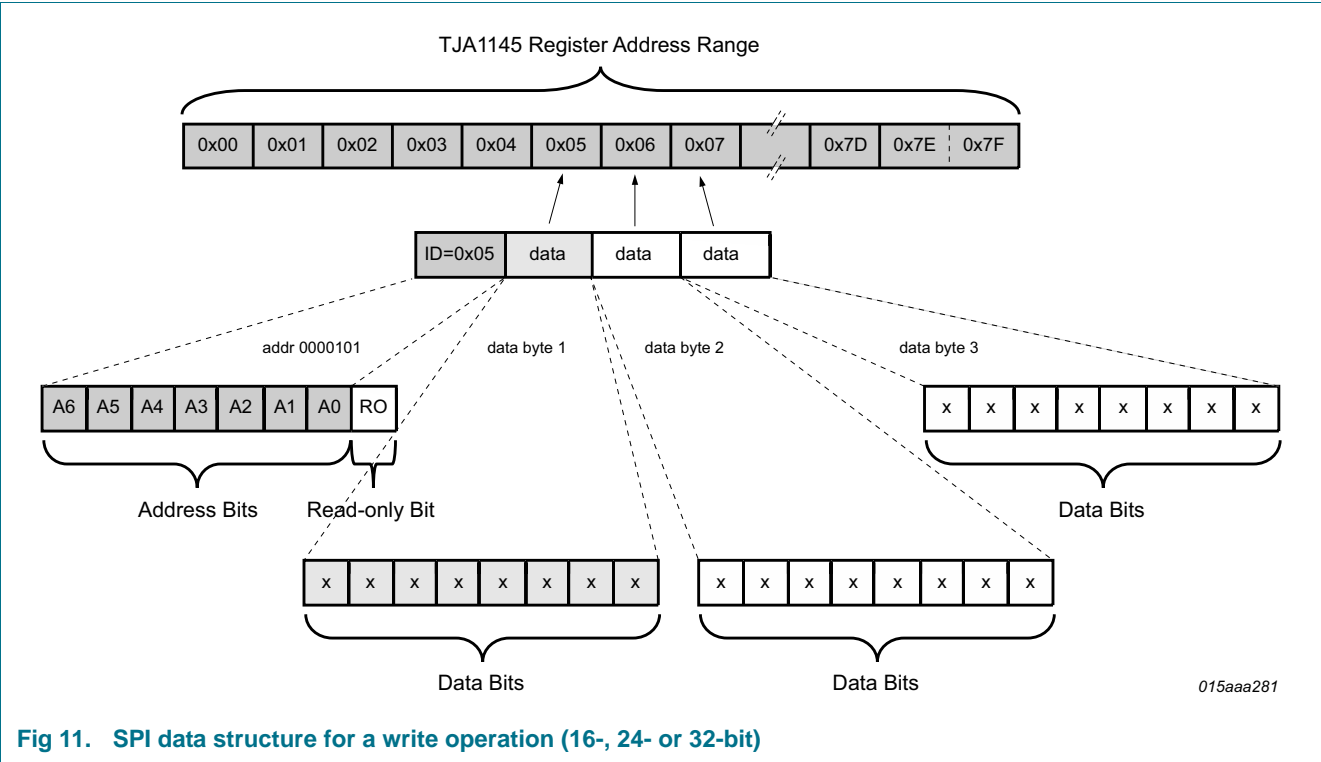 TJA1145 Register Address Range
0x00 0x01 0x02 0x03 0x04 0x05 0x06 0x07 0x7D 0x7E 0x7F
ID=0x05 data data data
addr 0000101 data byte 1 data byte 2 data byte 3
A6 A5 A4 A3 A2 A1 A0 RO x x x x x x x x
Address Bits Read-only Bit Data Bits
x x x x x x x x x x x x x x x x
Data Bits Data Bits
015aaa281
Fig 11. SPI data structure for a write operation (16-, 24- or 32-bit)